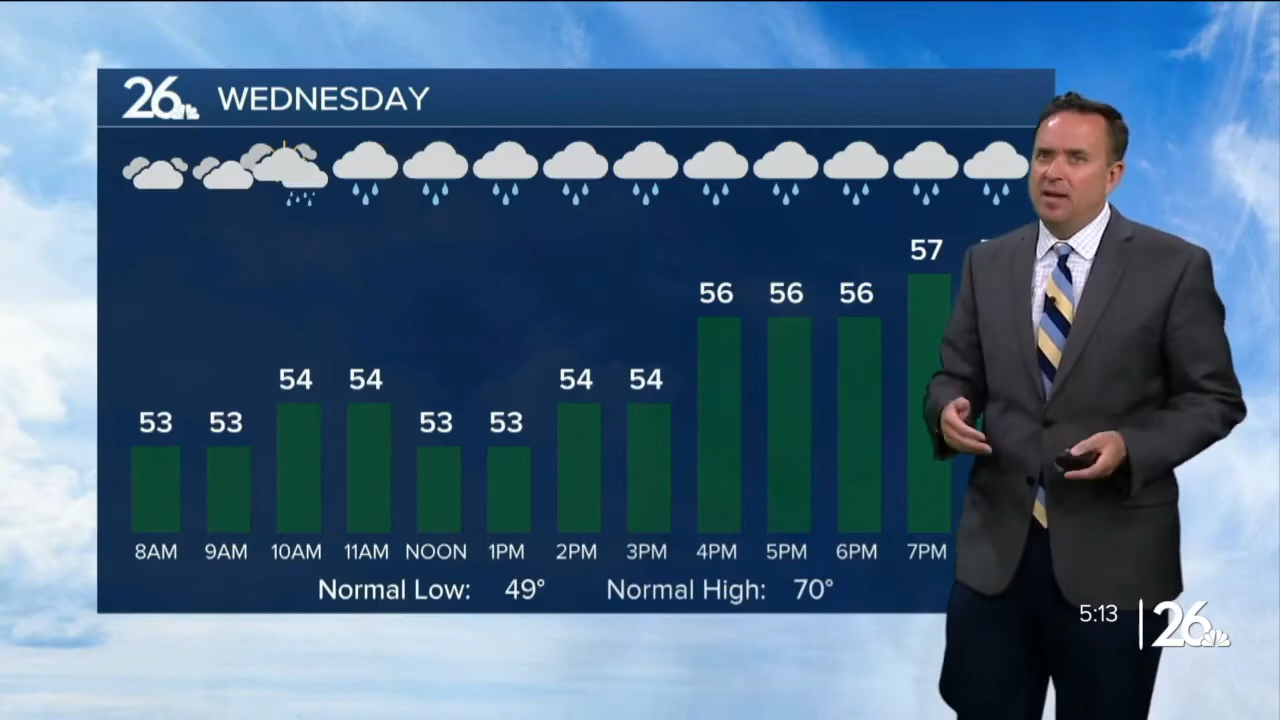 26 WEDNESDAY
57
56 56 56
54 54 54 54
53 53 53 53
8AM 9AM 10AM 11AM NOON 1PM 2PM 3PM 4PM 5PM 6PM 7PM
Normal Low: 49° Normal High: 70°
5:13 26